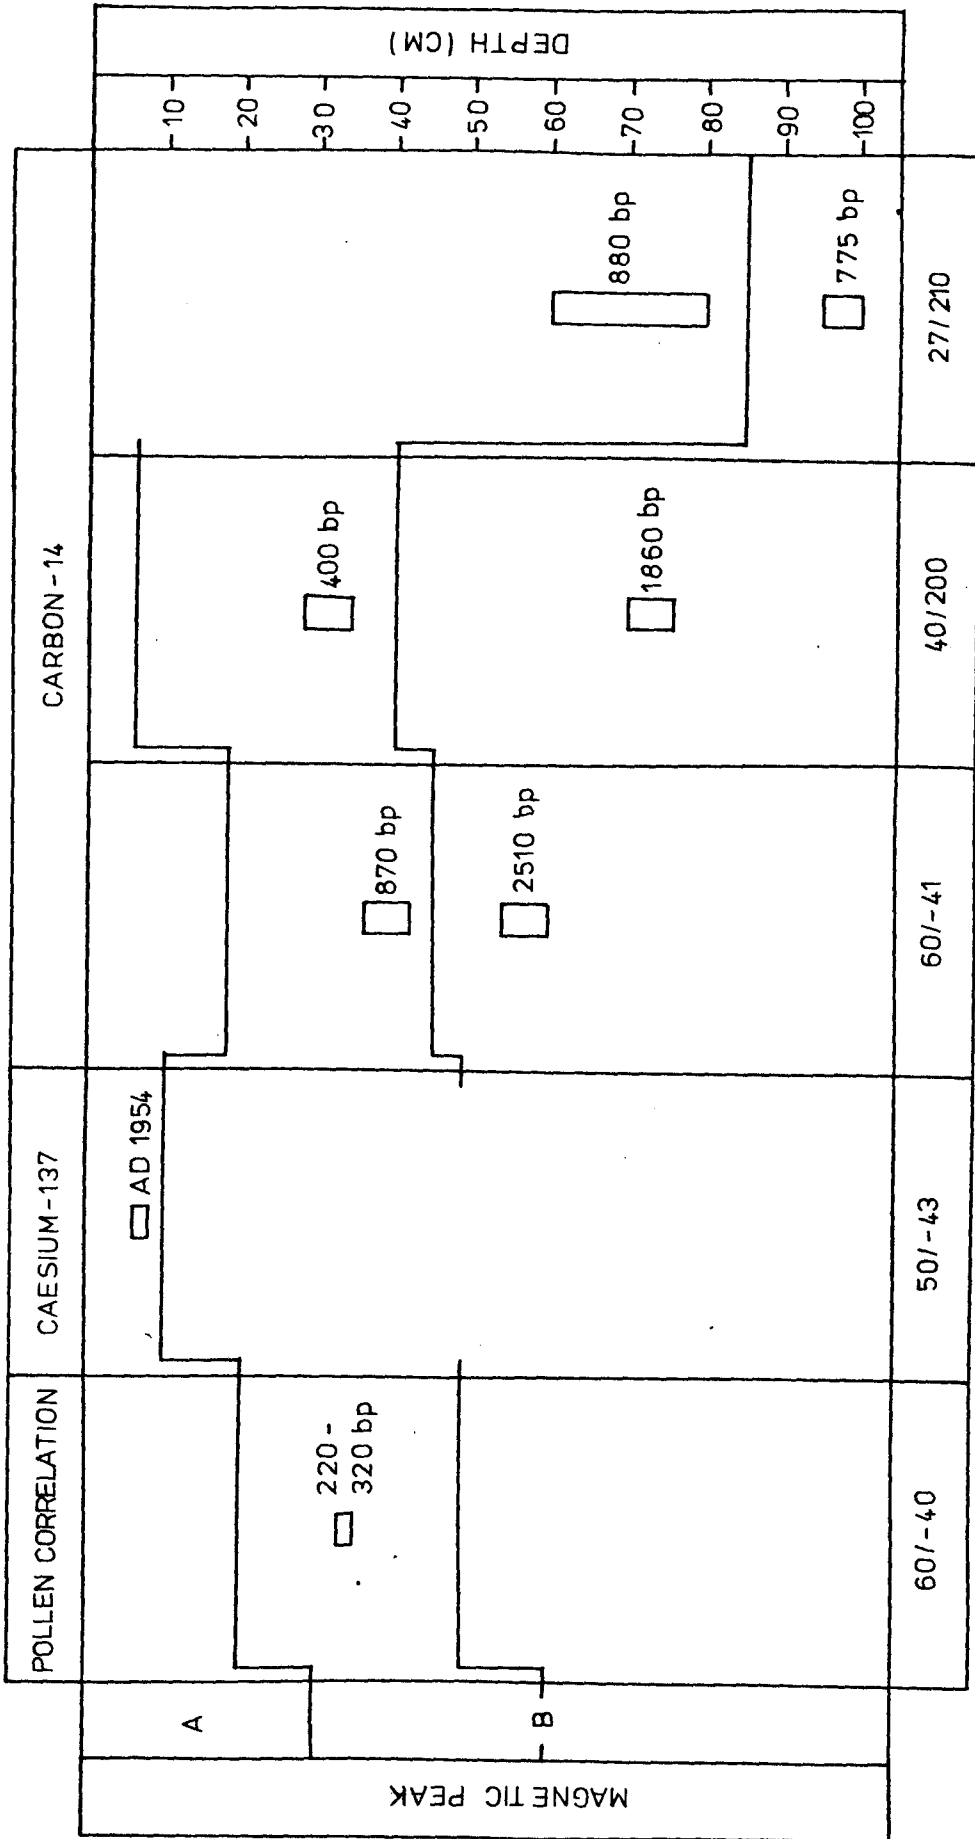 MAGNETIC PEAK
A
B
POLLEN CORRELATION
CAESIUM-137
CARBON-14
220 -
320 bp
AD 1954
870 bp
2510 bp
400 bp
1860 bp
880 bp
775 bp
60/-40
50/-43
60/-41
40/200
27/210
10
20
30
40
50
60
70
80
90
100
DEPTH (CM)